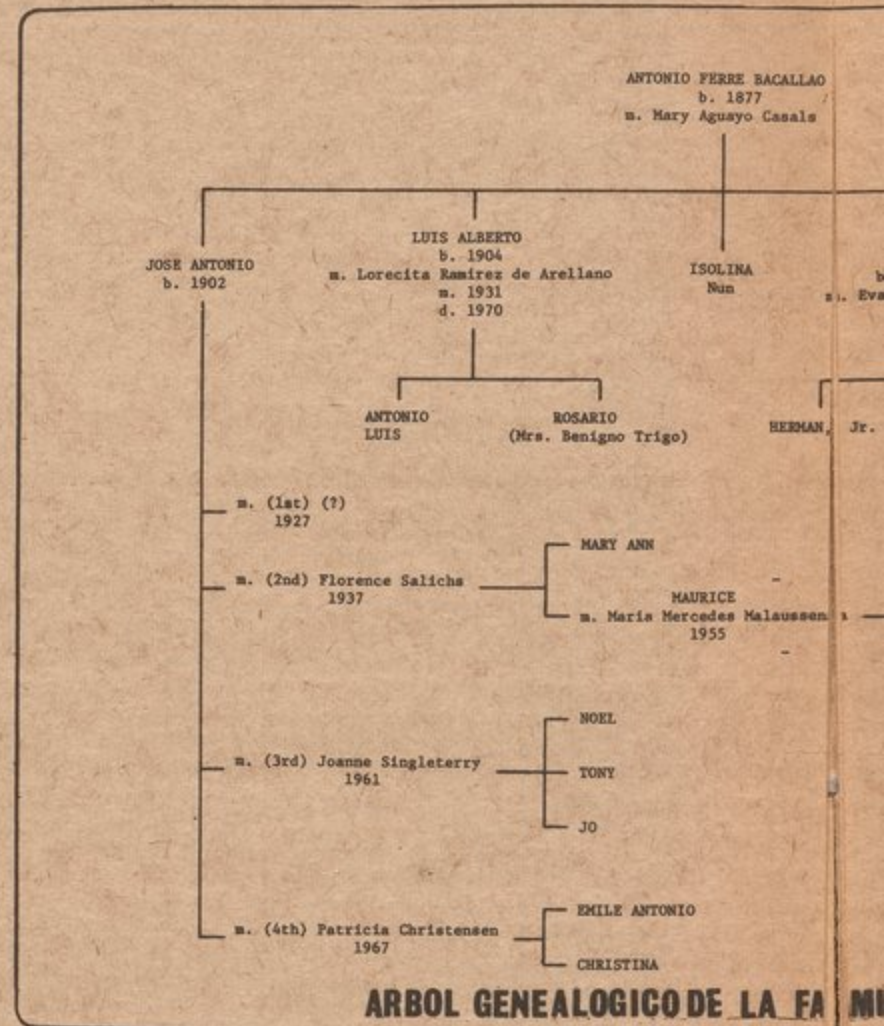 ANTONIO FERRE BACALLAO
b. 1877
m. Mary Aguayo Casals
JOSE ANTONIO
b. 1902
LUIS ALBERTO
b. 1904
m. Lorecita Ramirez de Arellano
m. 1931
d. 1970
ISOLINA
Nun
b
m. Eva
ANTONIO
LUIS
ROSARIO
(Mrs. Benigno Trigo)
HERMAN, Jr.
m. (1st) (?)
1927
m. (2nd) Florence Salichs
1937
MARY ANN
MAURICE
m. Maria Mercedes Malaussena
1955
m. (3rd) Joanne Singleterry
1961
NOEL
TONY
JO
m. (4th) Patricia Christensen
1967
EMILE ANTONIO
CHRISTINA
ARBOL GENEALOGICO DE LA FA MI